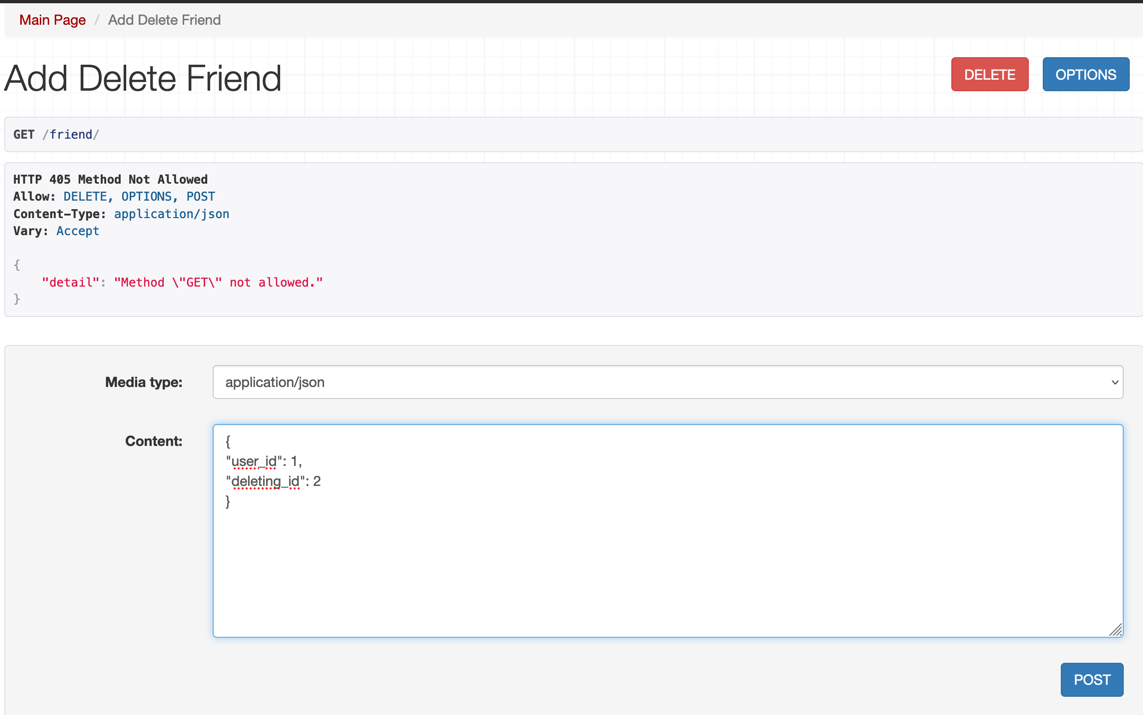 Main Page / Add Delete Friend
Add Delete Friend
DELETE OPTIONS
GET /friend/
HTTP 405 Method Not Allowed
Allow: DELETE, OPTIONS, POST
Content-Type: application/json
Vary: Accept
{
    "detail": "Method \"GET\" not allowed."
}
Media type: application/json
Content: {
"user_id": 1,
"deleting_id": 2
}
POST